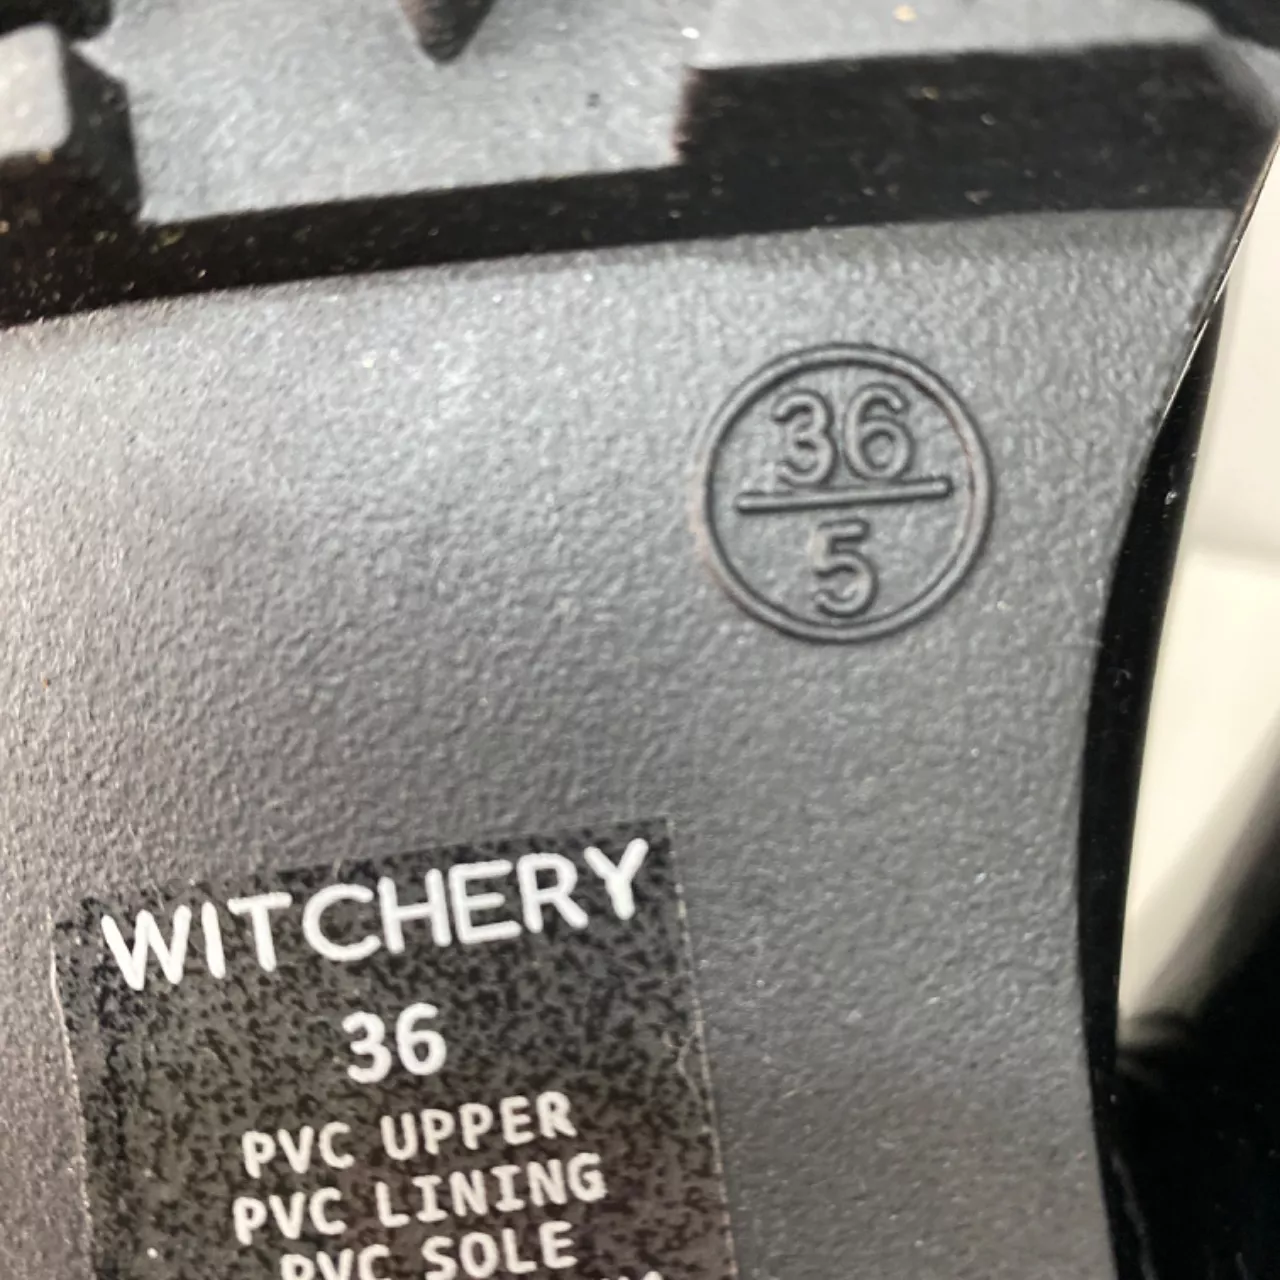 36
5
WITCHERY
36
PVC UPPER
PVC LINING
PVC SOLE